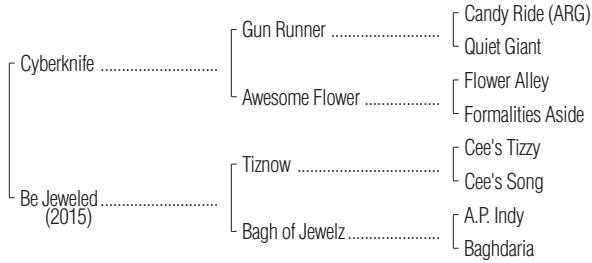 Candy Ride (ARG)
Gun Runner ........................
Quiet Giant
Cyberknife ..........................
Flower Alley
Awesome Flower .................
Formalities Aside
Cee's Tizzy
Tiznow ................................
Cee's Song
Be Jeweled ..........................
(2015)
A.P. Indy
Bagh of Jewelz ....................
Baghdaria